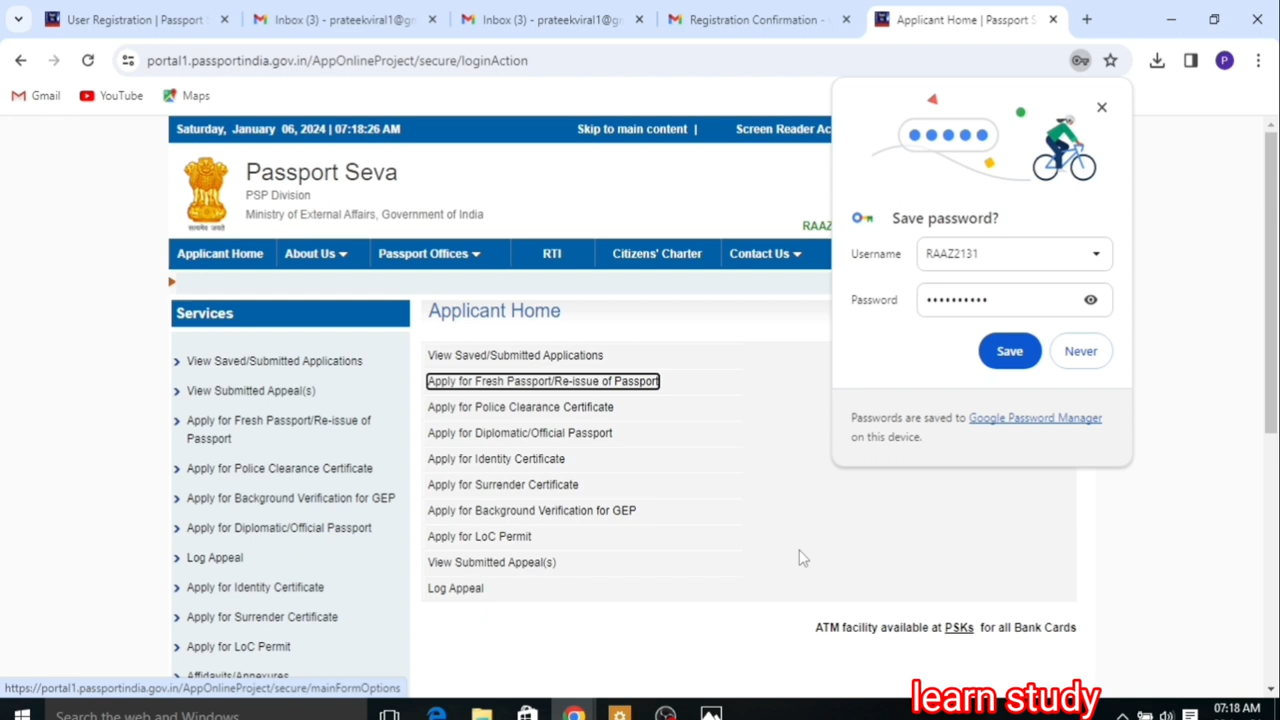 User Registration | Passport
Inbox (3) - prateekviral1@g
Inbox (3) - prateekviral1@g
Registration Confirmation -
Applicant Home | Passport S
portal1.passportindia.gov.in/AppOnlineProject/secure/loginAction
P
Gmail
YouTube
Maps
Saturday, January 06, 2024 | 07:18:26 AM
Skip to main content |
Screen Reader Ac
Passport Seva
PSP Division
Ministry of External Affairs, Government of India
सत्यमेव जयते
RAAZ
Applicant Home
About Us
Passport Offices
RTI
Citizens' Charter
Contact Us
Save password?
Username
RAAZ2131
Password
••••••••••
Save
Never
Passwords are saved to Google Password Manager
on this device.
Services
View Saved/Submitted Applications
View Submitted Appeal(s)
Apply for Fresh Passport/Re-issue of
Passport
Apply for Police Clearance Certificate
Apply for Background Verification for GEP
Apply for Diplomatic/Official Passport
Log Appeal
Apply for Identity Certificate
Apply for Surrender Certificate
Apply for LoC Permit
Affidavits/Annexures
Applicant Home
View Saved/Submitted Applications
Apply for Fresh Passport/Re-issue of Passport
Apply for Police Clearance Certificate
Apply for Diplomatic/Official Passport
Apply for Identity Certificate
Apply for Surrender Certificate
Apply for Background Verification for GEP
Apply for LoC Permit
View Submitted Appeal(s)
Log Appeal
ATM facility available at PSKs for all Bank Cards
https://portal1.passportindia.gov.in/AppOnlineProject/secure/mainFormOptions
learn study
Search the web and Windows
07:18 AM